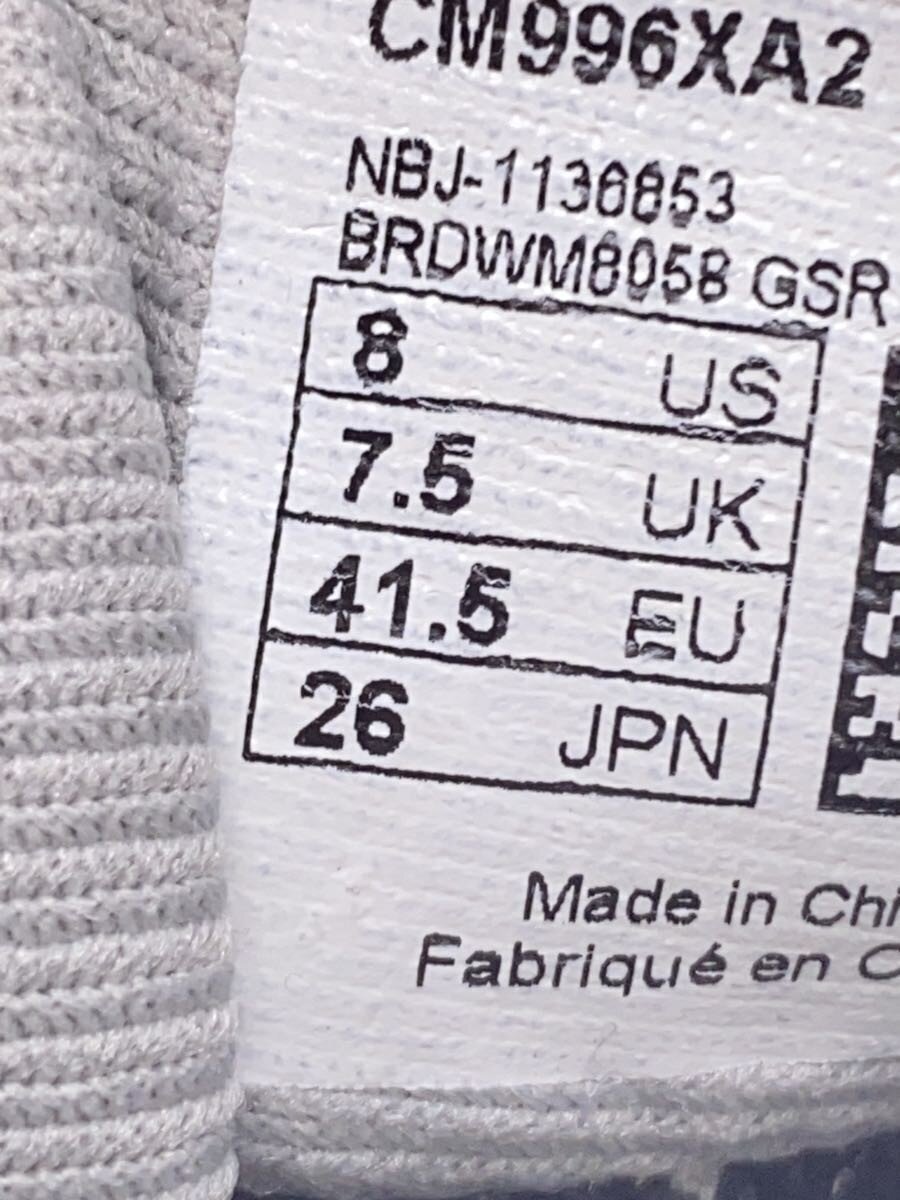 CM996XA2
NBJ-1136853
BRDWM8058 GSR
8 US
7.5 UK
41.5 EU
26 JPN
Made in Chi
Fabriqué en C